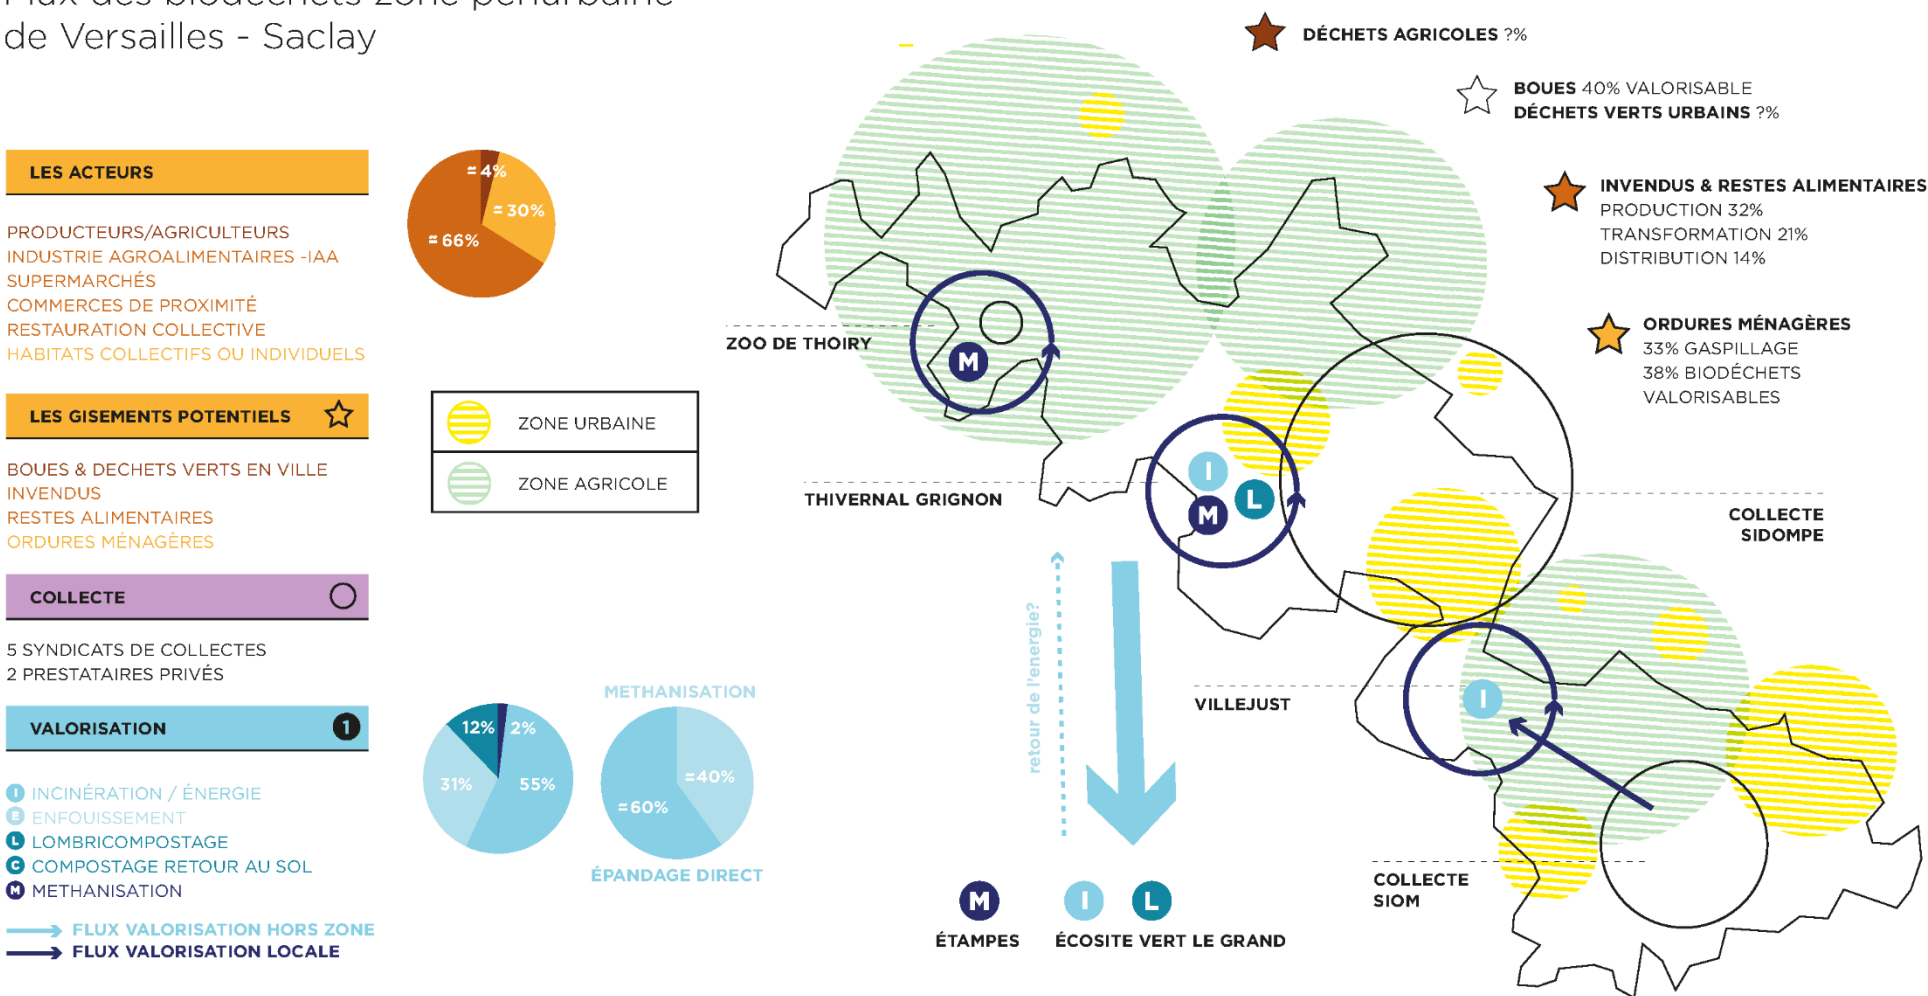 Flux des biodéchets zone périurbaine
de Versailles - Saclay
LES ACTEURS
PRODUCTEURS/AGRICULTEURS
INDUSTRIE AGROALIMENTAIRES -IAA
SUPERMARCHÉS
COMMERCES DE PROXIMITÉ
RESTAURATION COLLECTIVE
HABITATS COLLECTIFS OU INDIVIDUELS
= 4%
= 30%
= 66%
LES GISEMENTS POTENTIELS
BOUES & DECHETS VERTS EN VILLE
INVENDUS
RESTES ALIMENTAIRES
ORDURES MÉNAGÈRES
ZONE URBAINE
ZONE AGRICOLE
COLLECTE
5 SYNDICATS DE COLLECTES
2 PRESTATAIRES PRIVÉS
VALORISATION
1
I INCINÉRATION / ÉNERGIE
E ENFOUISSEMENT
L LOMBRICOMPOSTAGE
C COMPOSTAGE RETOUR AU SOL
M METHANISATION
FLUX VALORISATION HORS ZONE
FLUX VALORISATION LOCALE
12%
2%
31%
55%
METHANISATION
=40%
=60%
ÉPANDAGE DIRECT
DÉCHETS AGRICOLES ?%
BOUES 40% VALORISABLE
DÉCHETS VERTS URBAINS ?%
INVENDUS & RESTES ALIMENTAIRES
PRODUCTION 32%
TRANSFORMATION 21%
DISTRIBUTION 14%
ORDURES MÉNAGÈRES
33% GASPILLAGE
38% BIODÉCHETS
VALORISABLES
ZOO DE THOIRY
M
THIVERNAL GRIGNON
I
L
M
COLLECTE
SIDOMPE
retour de l'energie?
VILLEJUST
I
COLLECTE
SIOM
M
I
L
ÉTAMPES
ÉCOSITE VERT LE GRAND